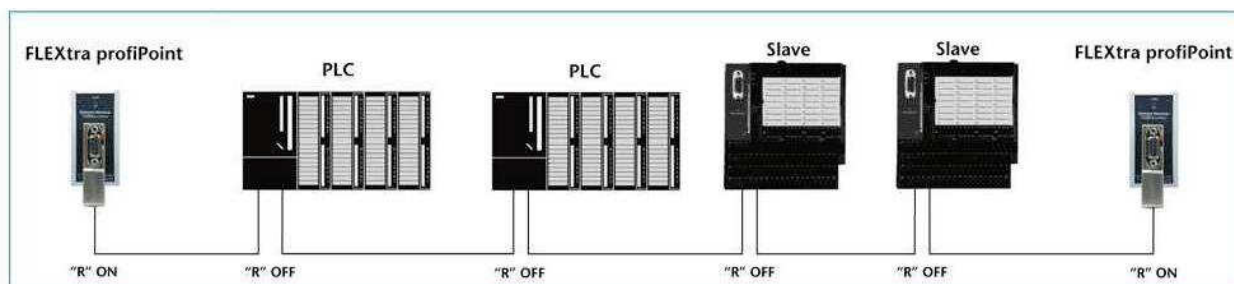 FLEXtra profiPoint
PLC
PLC
Slave
Slave
FLEXtra profiPoint
"R" ON
"R" OFF
"R" OFF
"R" OFF
"R" OFF
"R" ON